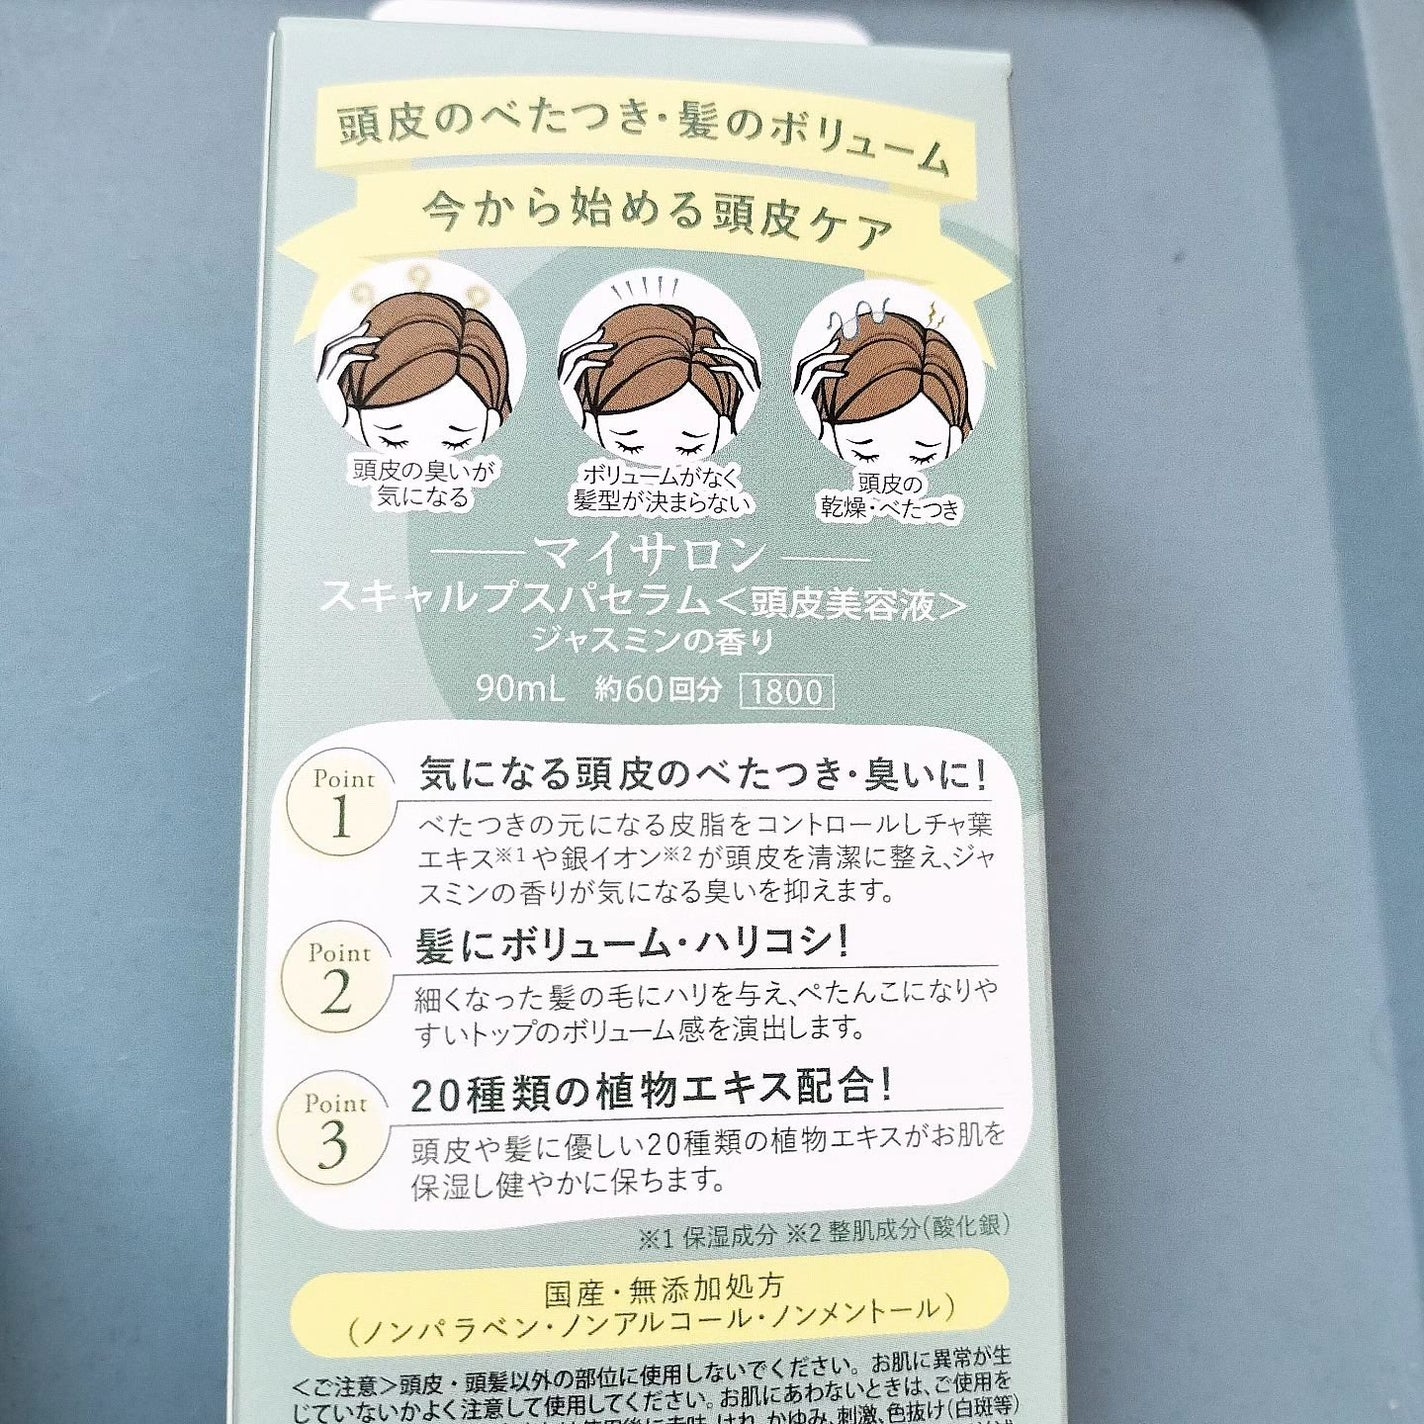 頭皮のべたつき・髪のボリューム
今から始める頭皮ケア
頭皮の臭いが
気になる
ボリュームがなく
髪型が決まらない
頭皮の
乾燥・べたつき
マイサロン
スキャルプスパセラム＜頭皮美容液＞
ジャスミンの香り
90mL 約60回分 1800
Point
1
気になる頭皮のべたつき・臭いに！
べたつきの元になる皮脂をコントロールしチャ葉
エキス※1や銀イオン※2が頭皮を清潔に整え、ジャ
スミンの香りが気になる臭いを抑えます。
Point
2
髪にボリューム・ハリコシ！
細くなった髪の毛にハリを与え、ぺたんこになりや
すいトップのボリューム感を演出します。
Point
3
20種類の植物エキス配合！
頭皮や髪に優しい20種類の植物エキスがお肌を
保湿し健やかに保ちます。
※1 保湿成分 ※2 整肌成分（酸化銀）
国産・無添加処方
（ノンパラベン・ノンアルコール・ノンメントール）
＜ご注意＞頭皮・頭髪以外の部位に使用しないでください。お肌に異常が生
じていないかよく注意して使用してください。お肌にあわないときは、ご使用を
使用後に赤味、はれ、かゆみ、刺激、色抜け（白斑等）